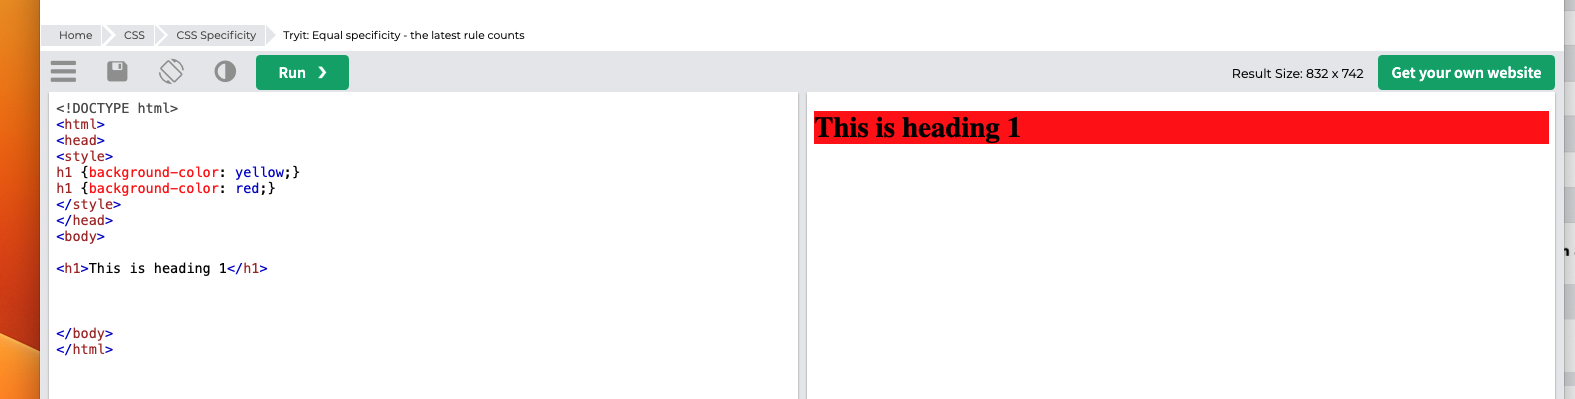 Home CSS CSS Specificity Tryit: Equal specificity - the latest rule counts
Run ❯ Result Size: 832 x 742 Get your own website
<!DOCTYPE html>
<html>
<head>
<style>
h1 {background-color: yellow;}
h1 {background-color: red;}
</style>
</head>
<body>
<h1>This is heading 1</h1>
</body>
</html>
This is heading 1